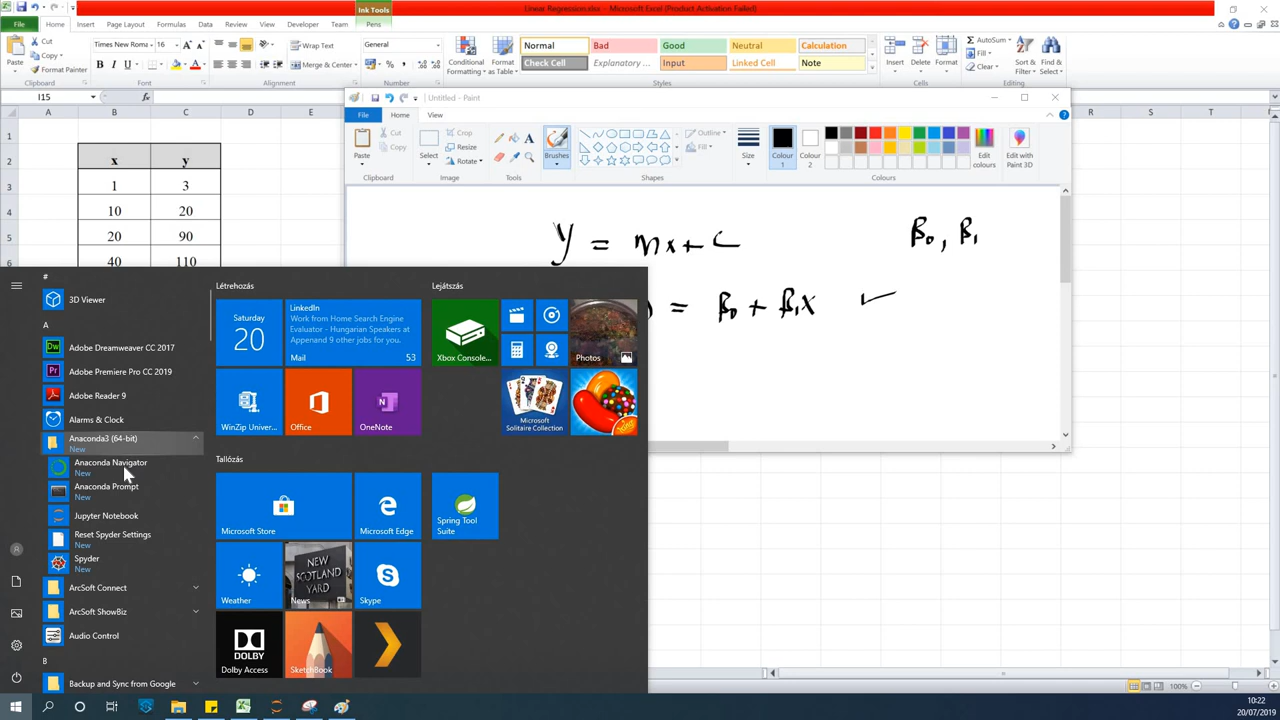 Ink Tools
Linear Regression.xlsx - Microsoft Excel (Product Activation Failed)
File Home Insert Page Layout Formulas Data Review View Developer Team Pens
Cut
Copy
Format Painter
Paste
Clipboard
Times New Roma 16
B I U
Font
Wrap Text
Merge & Center
Alignment
General
Number
Conditional Formatting
Format as Table
Normal Bad Good Neutral Calculation
Check Cell Explanatory ... Input Linked Cell Note
Styles
Insert Delete Format
Cells
AutoSum
Fill
Clear
Sort & Filter
Find & Select
Editing
I15
fx
A B C D E R S T
1
x y
3 1 3
4 10 20
5 20 90
40 110
Untitled - Paint
File Home View
Paste
Cut
Copy
Clipboard
Select
Crop
Resize
Rotate
Image
A
Tools
Brushes
Outline
Fill
Shapes
Size
Colour 1
Colour 2
Edit colours
Colours
Edit with Paint 3D
y = mx + c
β0, β1
= β0 + β1x
#
3D Viewer
A
Adobe Dreamweaver CC 2017
Adobe Premiere Pro CC 2019
Adobe Reader 9
Alarms & Clock
Anaconda3 (64-bit)
New
Anaconda Navigator
New
Anaconda Prompt
New
Jupyter Notebook
Reset Spyder Settings
New
Spyder
New
ArcSoft Connect
ArcSoft ShowBiz
Audio Control
B
Backup and Sync from Google
Létrehozás
Saturday
20
LinkedIn
Work from Home Search Engine
Evaluator - Hungarian Speakers at
Appenand 9 other jobs for you.
Mail 53
WinZip Univer...
Office
OneNote
Lejátszás
Xbox Console...
Photos
Microsoft
Solitaire Collection
Tallózás
Microsoft Store
Microsoft Edge
Spring Tool
Suite
Weather
NEW
SCOTLAND
YARD
News
Skype
DOLBY
Dolby Access
SketchBook
100%
10:22
20/07/2019